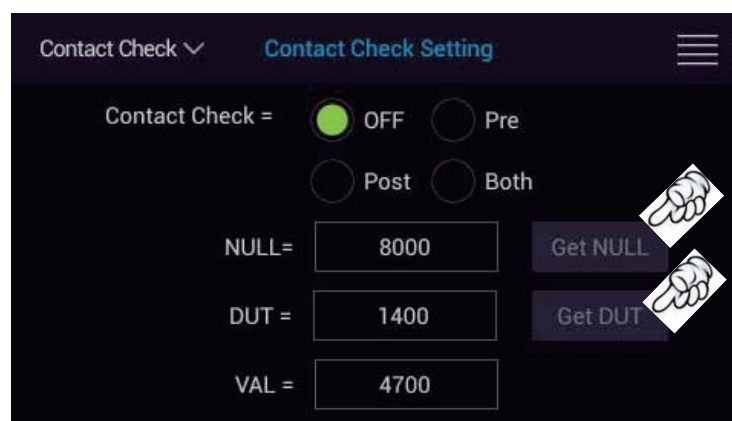 Contact Check Contact Check Setting
Contact Check = OFF Pre
Post Both
NULL= 8000 Get NULL
DUT = 1400 Get DUT
VAL = 4700